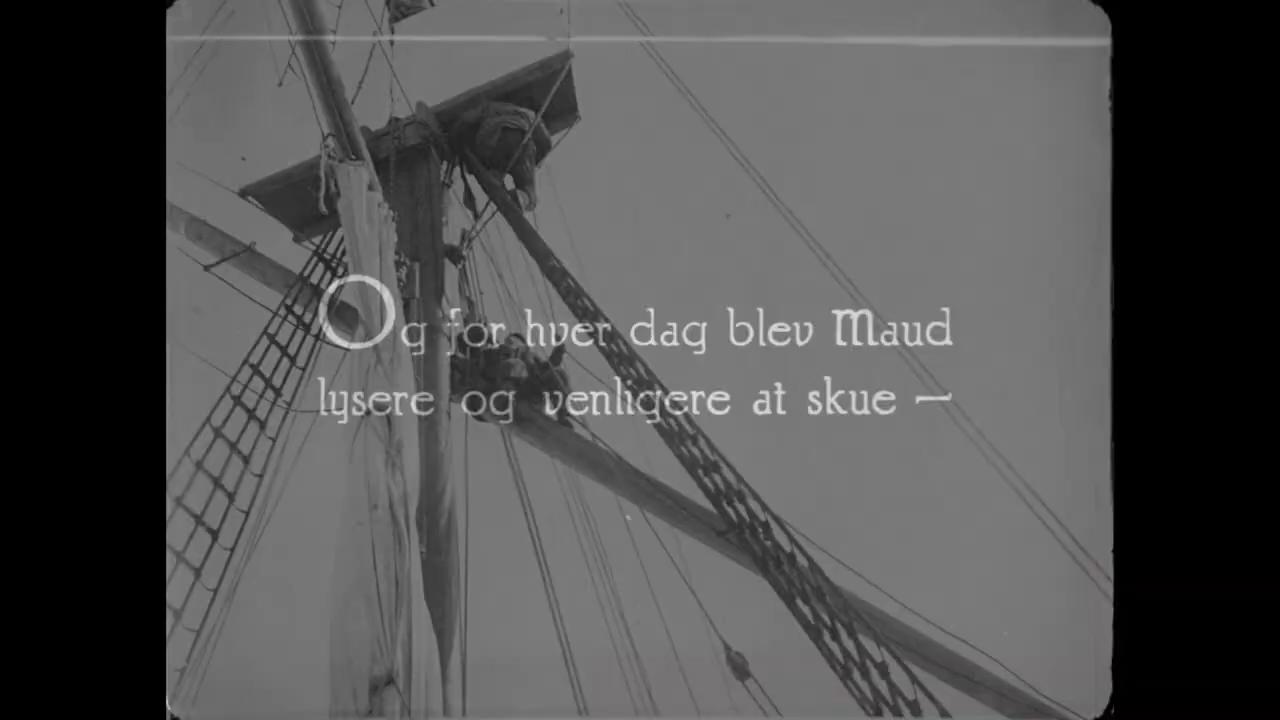 Og for hver dag blev Maud
lysere og venligere at skue —